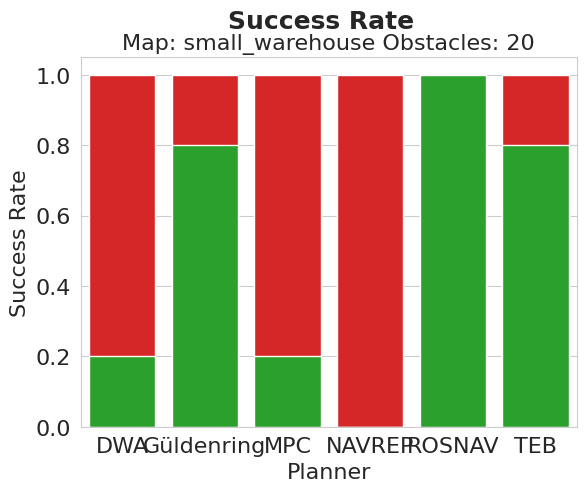 Success Rate
Map: small_warehouse Obstacles: 20
1.0
0.8
0.6
0.4
0.2
0.0
Success Rate
DWA Güldenring MPC NAVREP ROSNAV TEB
Planner